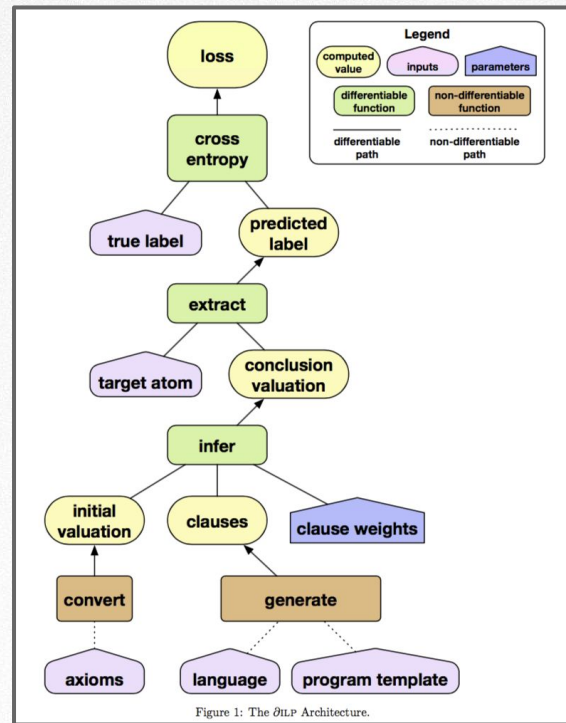 Legend
computed
value
inputs
parameters
differentiable
function
non-differentiable
function
differentiable
path
non-differentiable
path
loss
cross
entropy
true label
predicted
label
extract
target atom
conclusion
valuation
infer
initial
valuation
clauses
clause weights
convert
generate
axioms
language
program template
Figure 1: The ∂ILP Architecture.